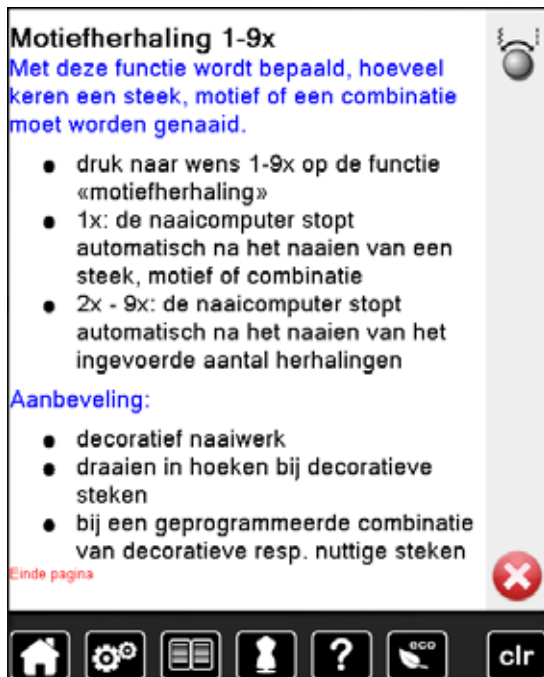 Motiefherhaling 1-9x
Met deze functie wordt bepaald, hoeveel
keren een steek, motief of een combinatie
moet worden genaaid.
● druk naar wens 1-9x op de functie
«motiefherhaling»
● 1x: de naaicomputer stopt
automatisch na het naaien van een
steek, motief of combinatie
● 2x - 9x: de naaicomputer stopt
automatisch na het naaien van het
ingevoerde aantal herhalingen
Aanbeveling:
● decoratief naaiwerk
● draaien in hoeken bij decoratieve
steken
● bij een geprogrammeerde combinatie
van decoratieve resp. nuttige steken
Einde pagina
? eco clr